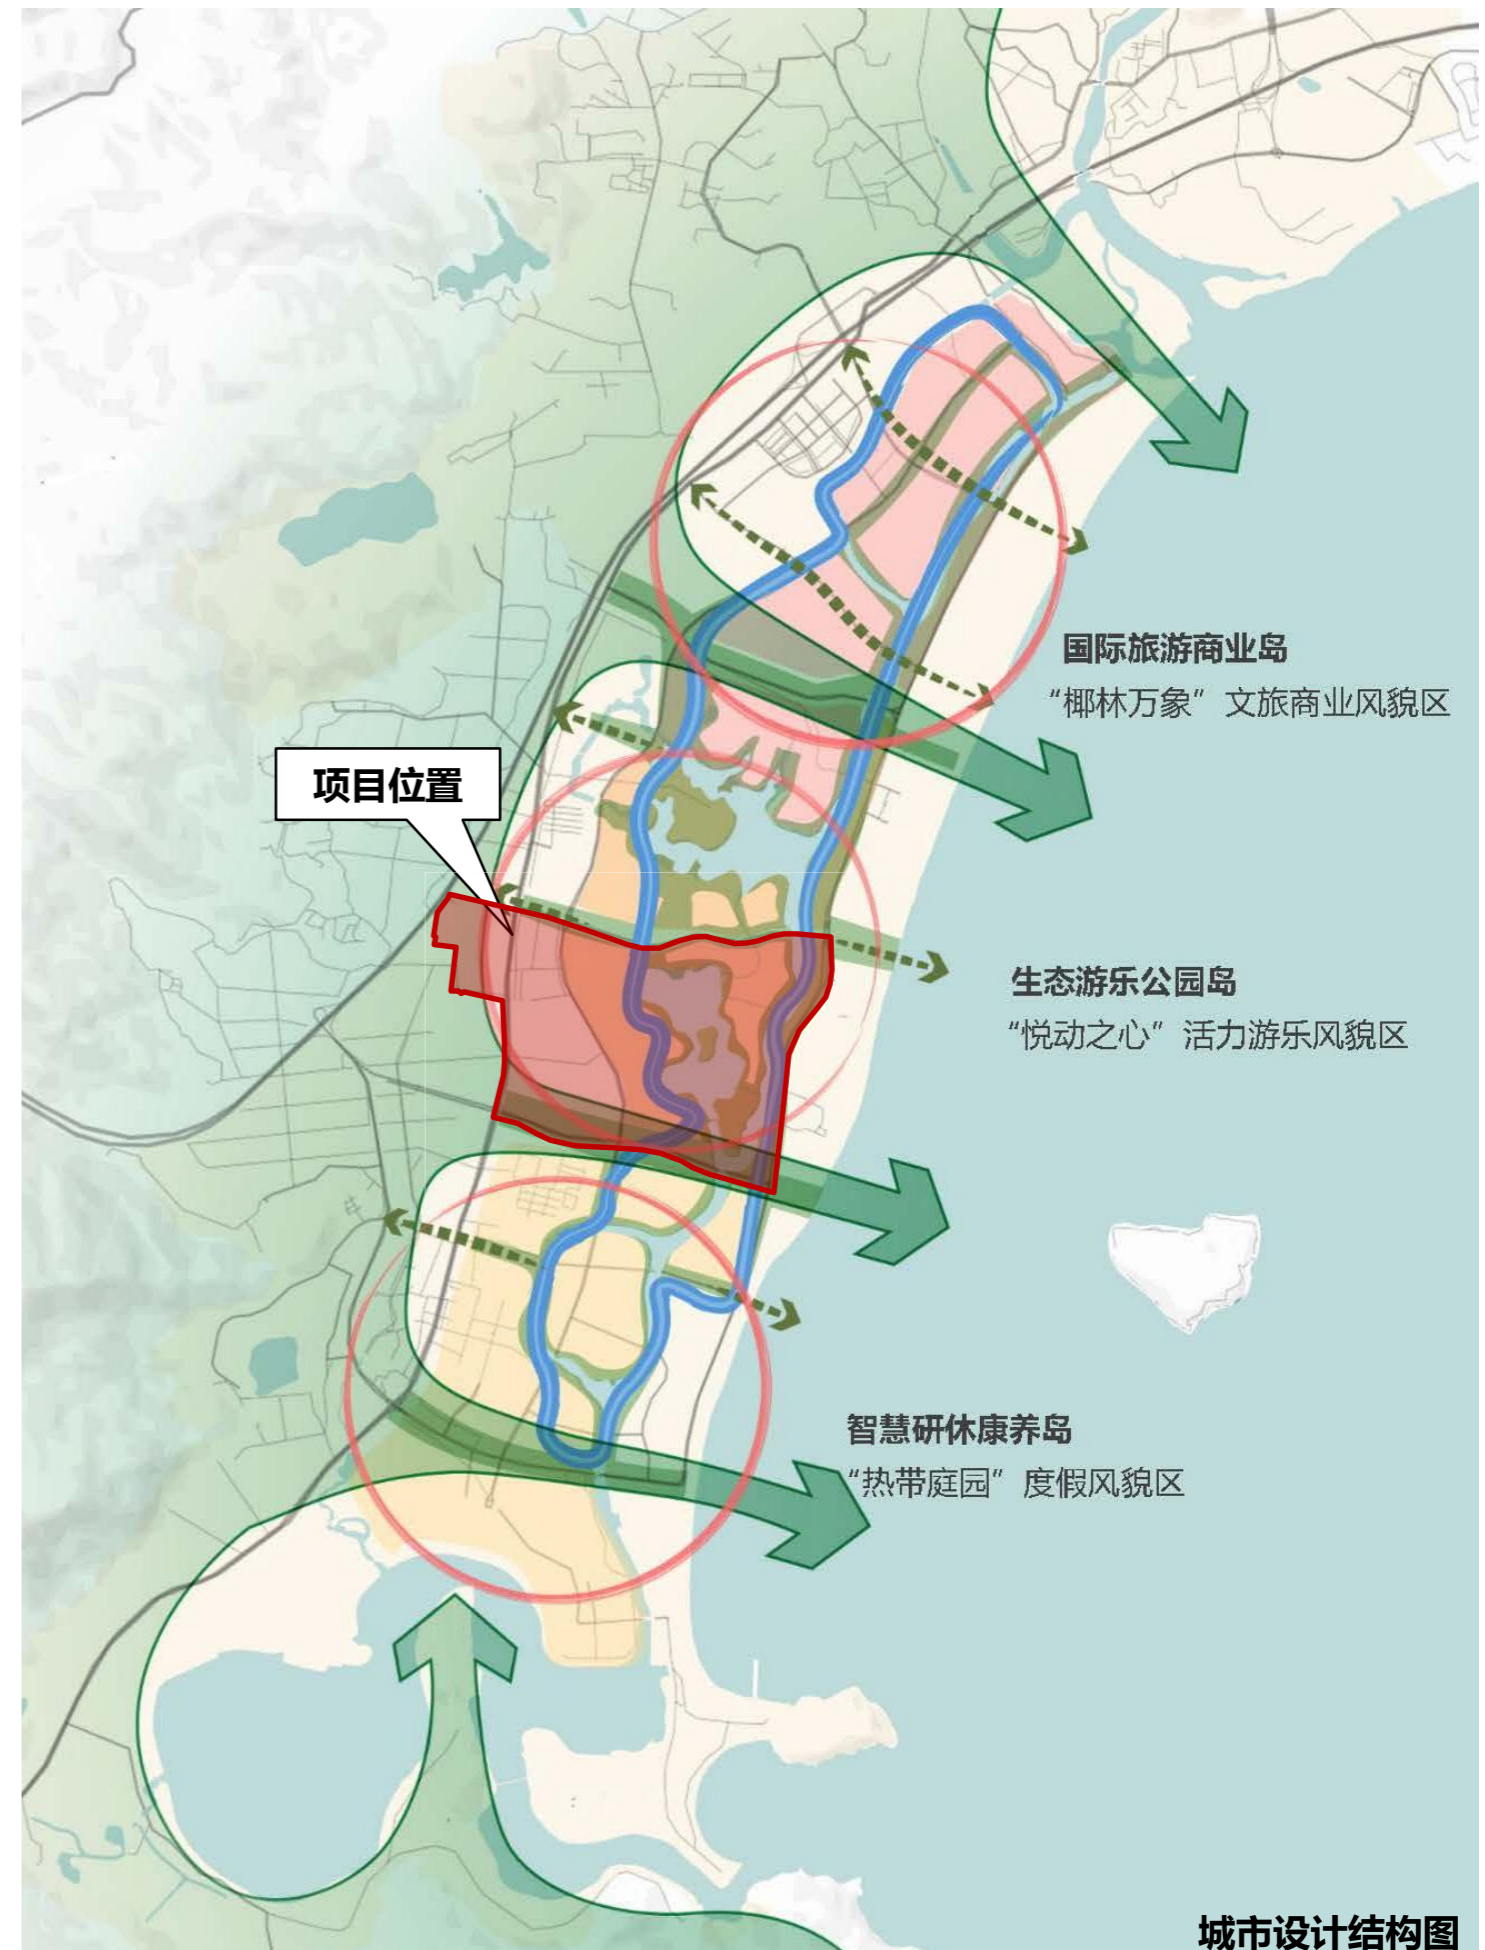 国际旅游商业岛
“椰林万象”文旅商业风貌区
项目位置
生态游乐公园岛
“悦动之心”活力游乐风貌区
智慧研休康养岛
“热带庭园”度假风貌区
城市设计结构图